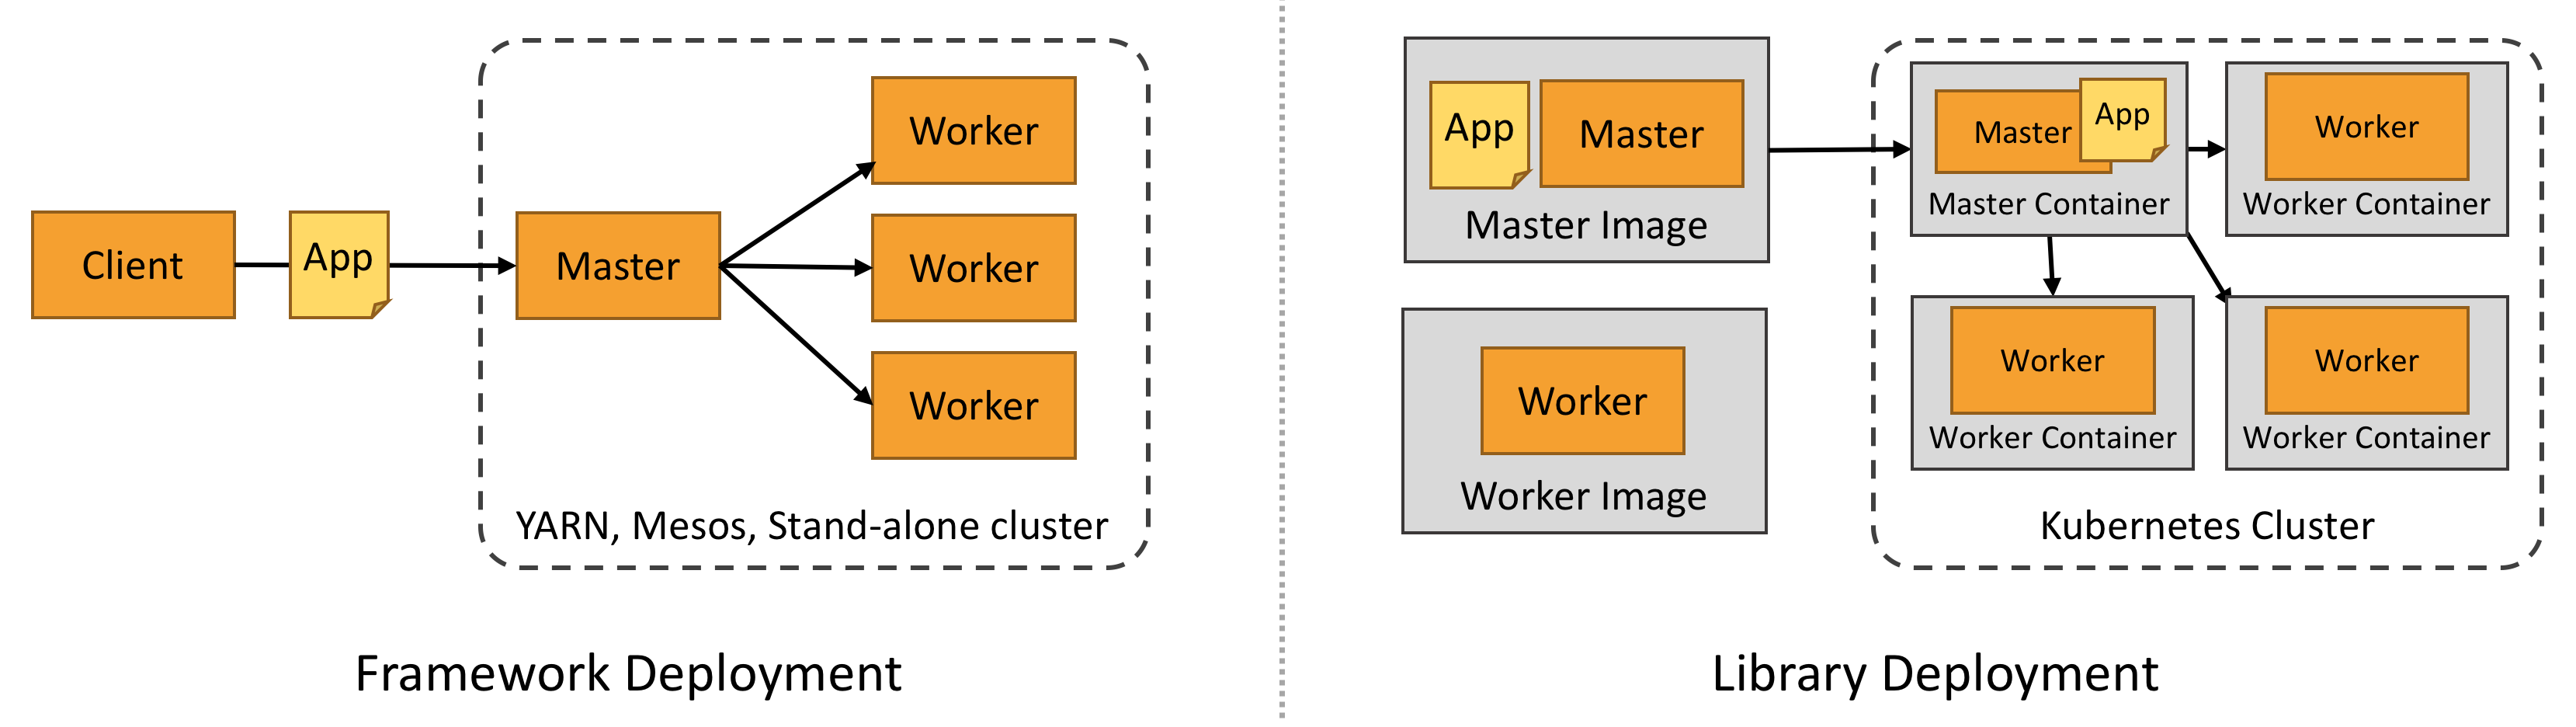 Client
App
Master
Worker
Worker
Worker
YARN, Mesos, Stand-alone cluster
Framework Deployment
App
Master
Master Image
Worker
Worker Image
Master
App
Master Container
Worker
Worker Container
Worker
Worker Container
Worker
Worker Container
Kubernetes Cluster
Library Deployment